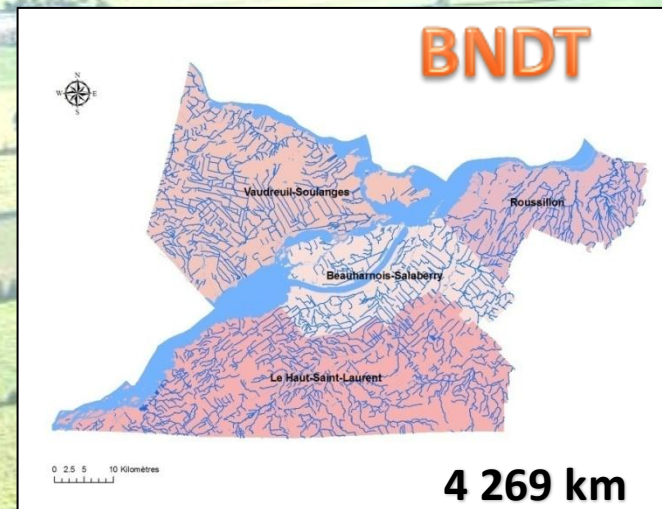 BNDT
N
W E
S
Vaudreuil-Soulanges
Roussillon
Beauharnois-Salaberry
Le Haut-Saint-Laurent
0 2.5 5 10 Kilomètres
4 269 km